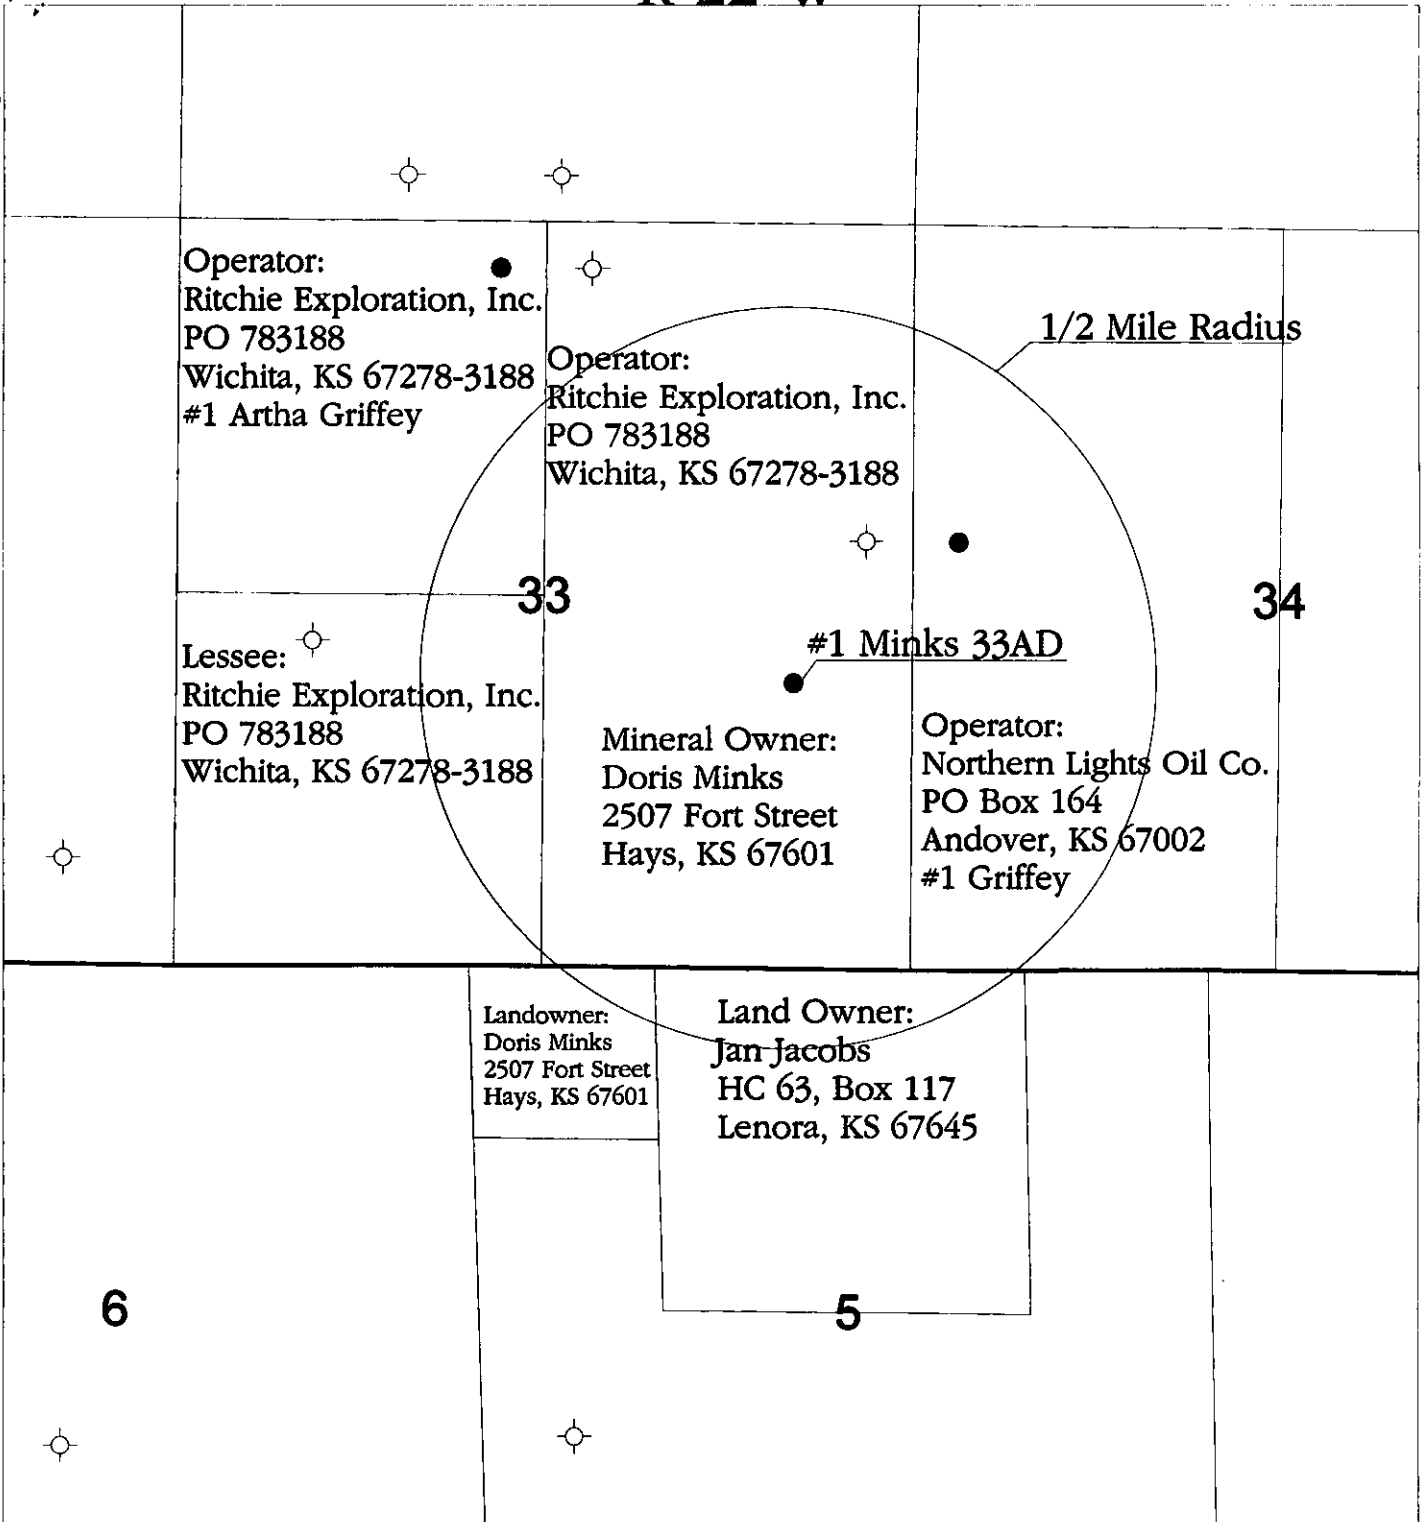 R 22 W
Operator:
Ritchie Exploration, Inc.
PO 783188
Wichita, KS 67278-3188
#1 Artha Griffey
Operator:
Ritchie Exploration, Inc.
PO 783188
Wichita, KS 67278-3188
1/2 Mile Radius
33
34
#1 Minks 33AD
Lessee:
Ritchie Exploration, Inc.
PO 783188
Wichita, KS 67278-3188
Mineral Owner:
Doris Minks
2507 Fort Street
Hays, KS 67601
Operator:
Northern Lights Oil Co.
PO Box 164
Andover, KS 67002
#1 Griffey
Landowner:
Doris Minks
2507 Fort Street
Hays, KS 67601
Land Owner:
Jan Jacobs
HC 63, Box 117
Lenora, KS 67645
6
5